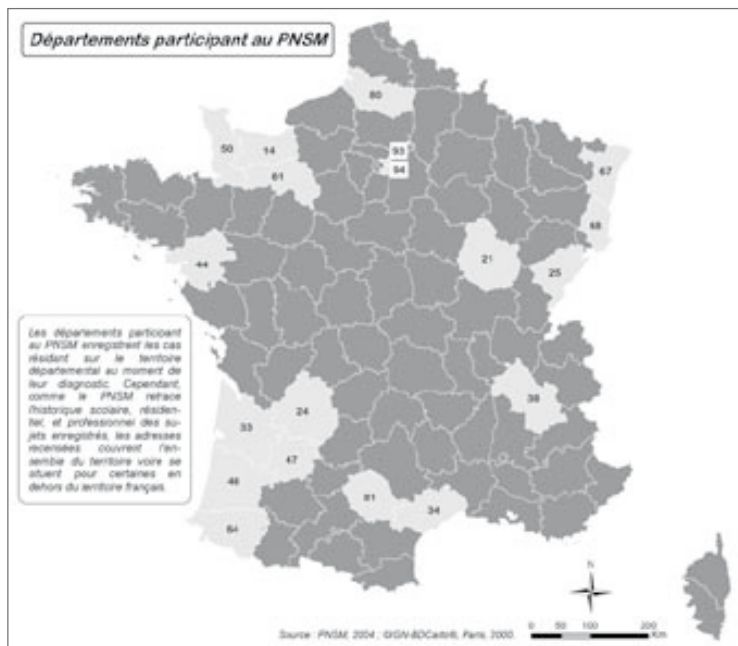 Départements participant au PNSM
80
50
14
61
93
94
67
68
44
21
25
Les départements participant
au PNSM enregistrent les cas
résidant sur le territoire
départemental au moment de
leur diagnostic. Cependant,
comme le PNSM retrace
l'historique scolaire, résiden-
tiel, et professionnel des su-
jets enregistrés, les adresses
recensées couvrent l'en-
semble du territoire voire se
situent pour certaines en
dehors du territoire français.
24
33
38
47
81
34
64
N
Source : PNSM, 2004 ; ©IGN-BDCarto®, Paris, 2000.
0 50 100 200
Km